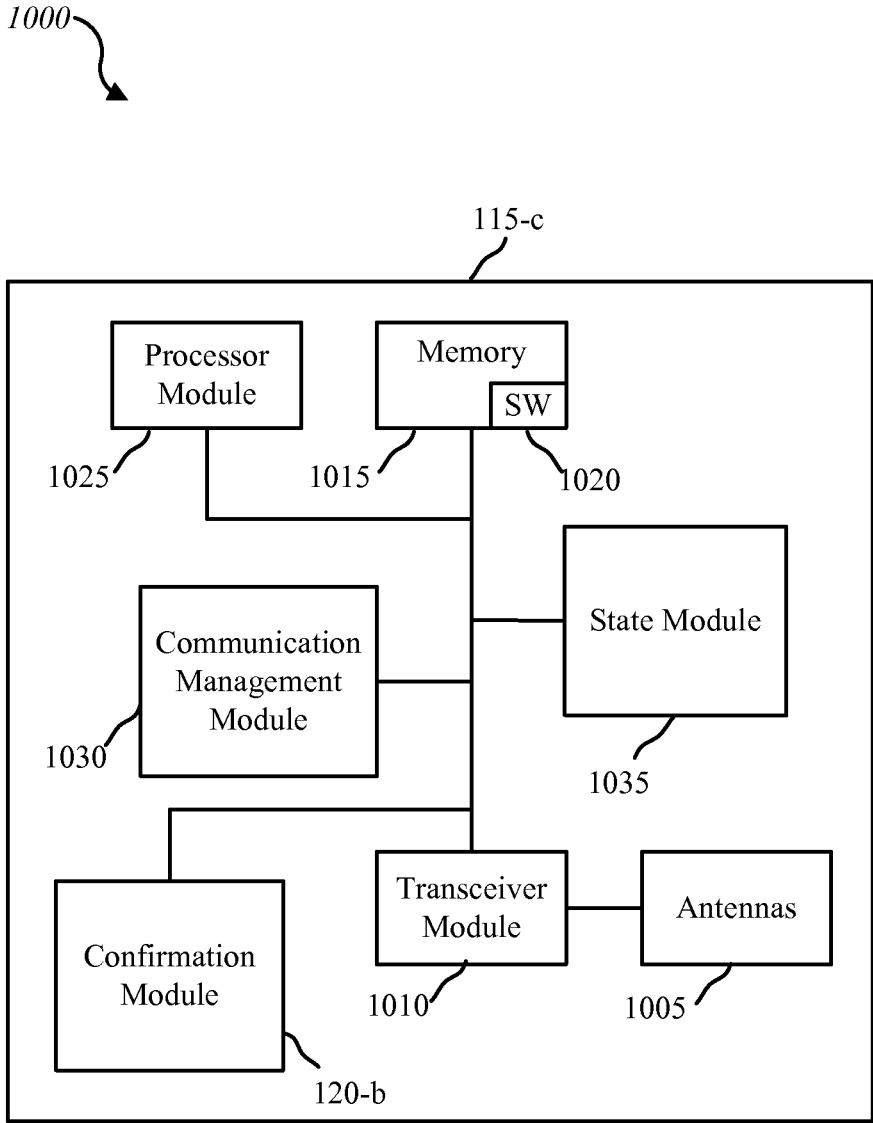 1000
115-c
Processor
Module
1025
Memory
SW
1015
1020
Communication
Management
Module
1030
State Module
1035
Confirmation
Module
120-b
Transceiver
Module
1010
Antennas
1005